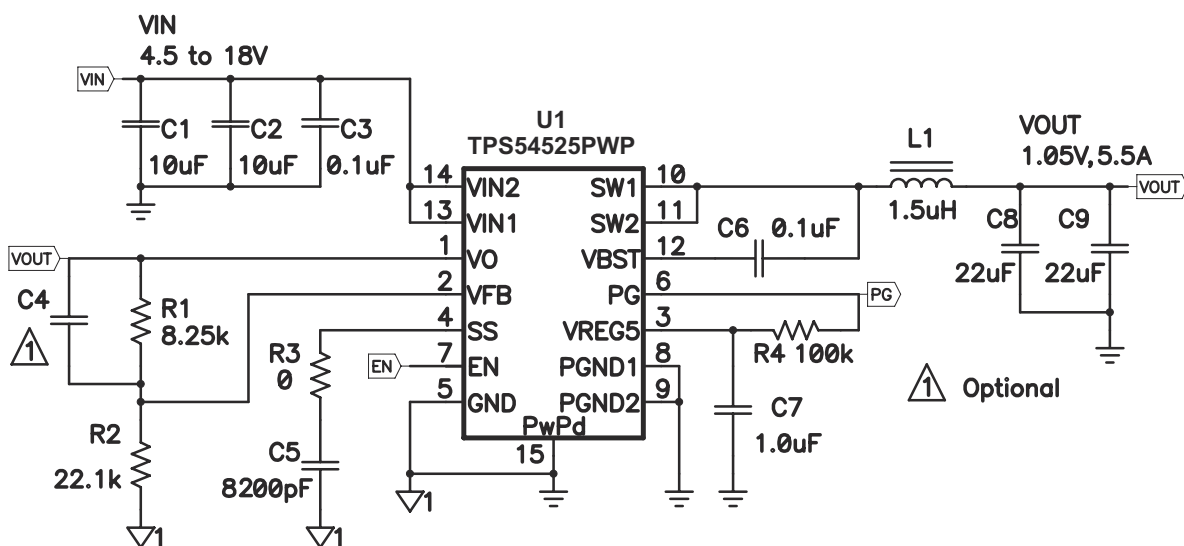 VIN
4.5 to 18V
VIN
C1
10uF
C2
10uF
C3
0.1uF
U1
TPS54525PWP
14 VIN2
13 VIN1
1 VO
2 VFB
4 SS
7 EN
5 GND
SW1 10
SW2 11
VBST 12
PG 6
VREG5 3
PGND1 8
PGND2 9
PwPd
15
L1
1.5uH
VOUT
1.05V,5.5A
VOUT
C6 0.1uF
C8
22uF
C9
22uF
PG
R4 100k
C7
1.0uF
1 Optional
VOUT
C4
1
R1
8.25k
R2
22.1k
1
R3
0
C5
8200pF
1
EN
1